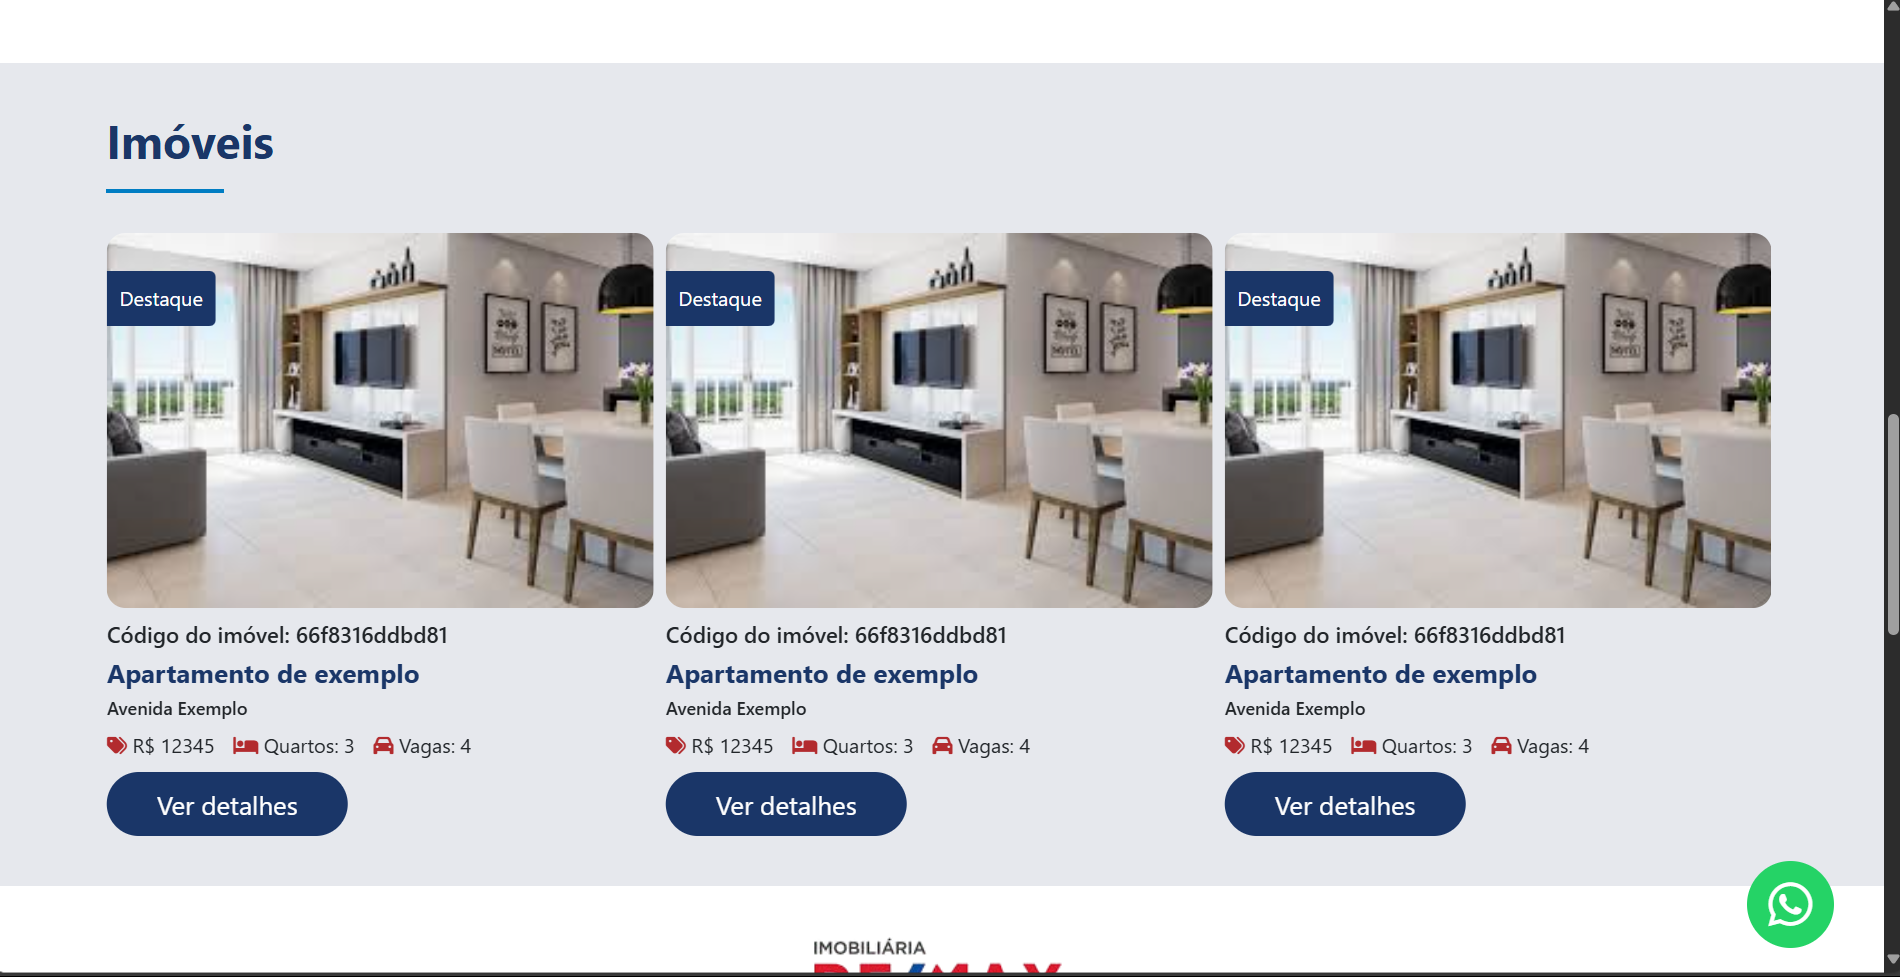 Imóveis
Destaque
Destaque
Destaque
Código do imóvel: 66f8316ddbd81
Código do imóvel: 66f8316ddbd81
Código do imóvel: 66f8316ddbd81
Apartamento de exemplo
Apartamento de exemplo
Apartamento de exemplo
Avenida Exemplo
Avenida Exemplo
Avenida Exemplo
R$ 12345 Quartos: 3 Vagas: 4
R$ 12345 Quartos: 3 Vagas: 4
R$ 12345 Quartos: 3 Vagas: 4
Ver detalhes
Ver detalhes
Ver detalhes
IMOBILIÁRIA
RE/MAX